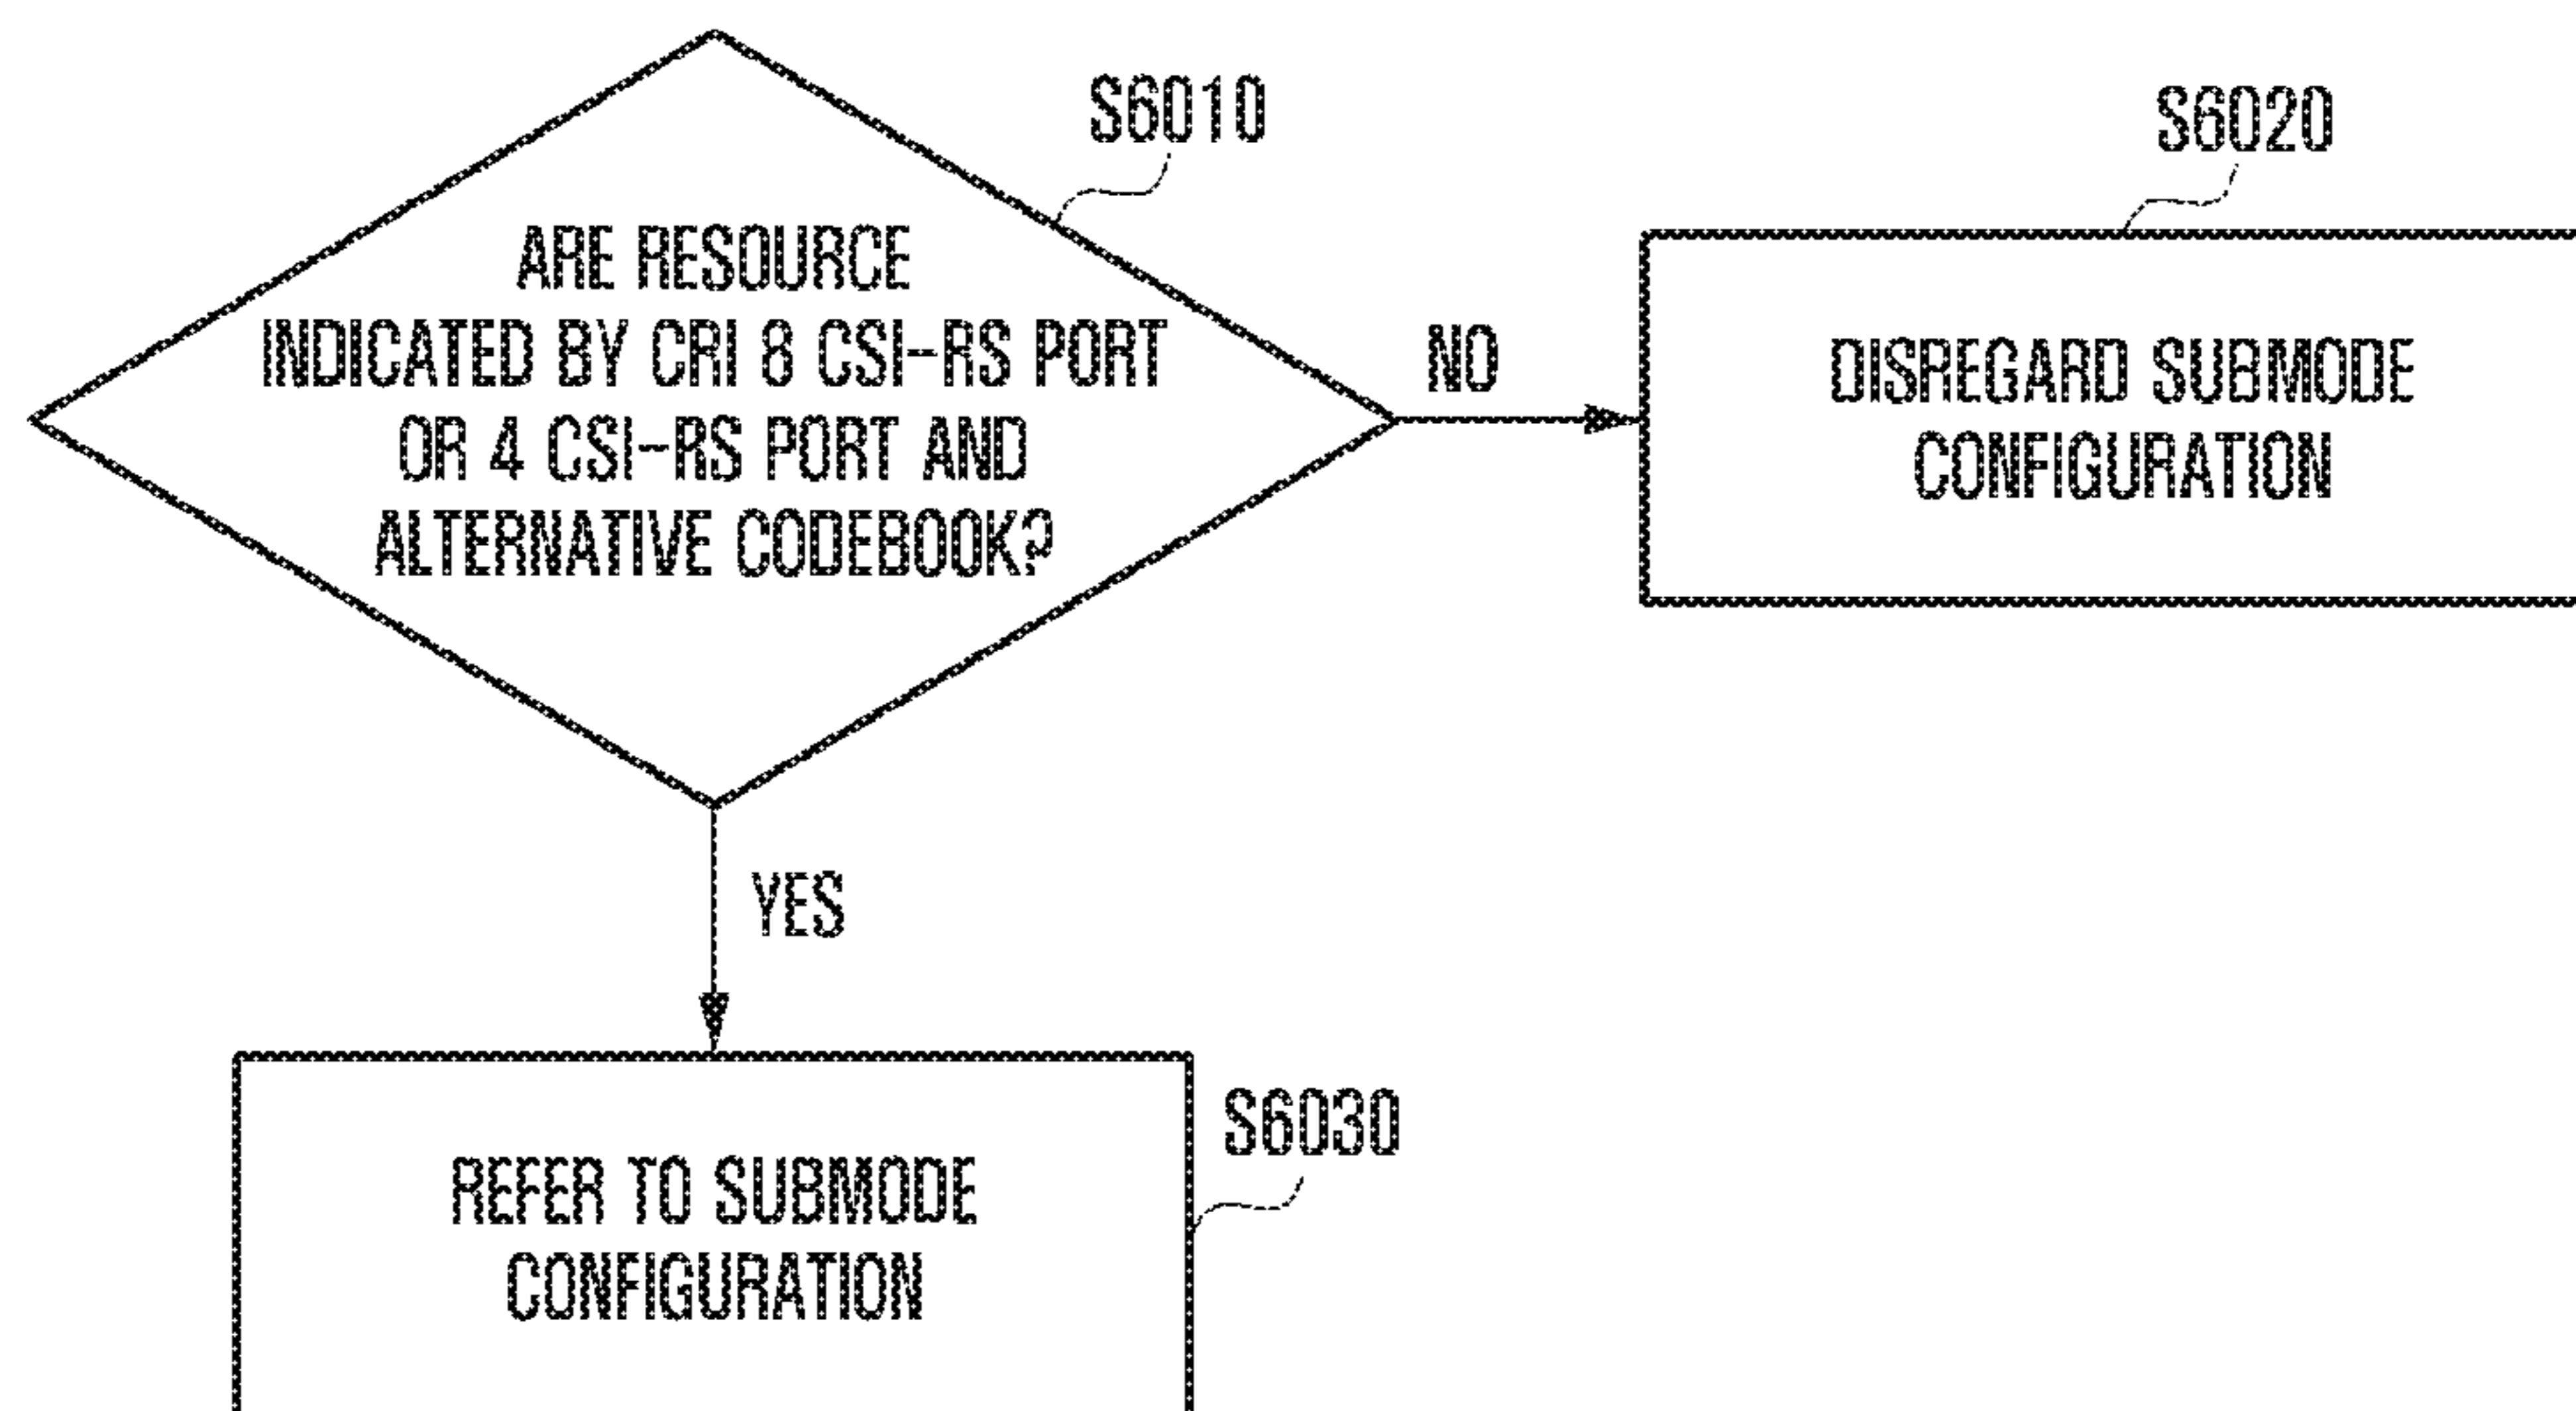 S6010
S6020
ARE RESOURCE
INDICATED BY CRI 8 CSI-RS PORT
OR 4 CSI-RS PORT AND
ALTERNATIVE CODEBOOK?
NO
DISREGARD SUBMODE
CONFIGURATION
YES
S6030
REFER TO SUBMODE
CONFIGURATION